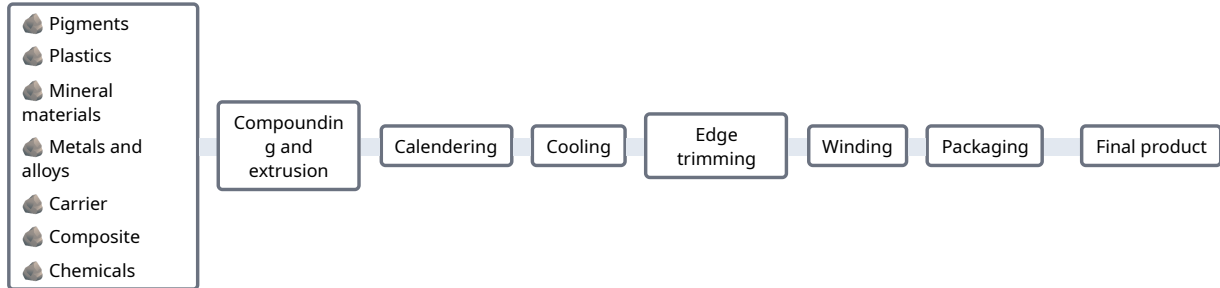 Pigments
Plastics
Mineral
materials
Metals and
alloys
Carrier
Composite
Chemicals
Compoundin
g and
extrusion
Calendering
Cooling
Edge
trimming
Winding
Packaging
Final product